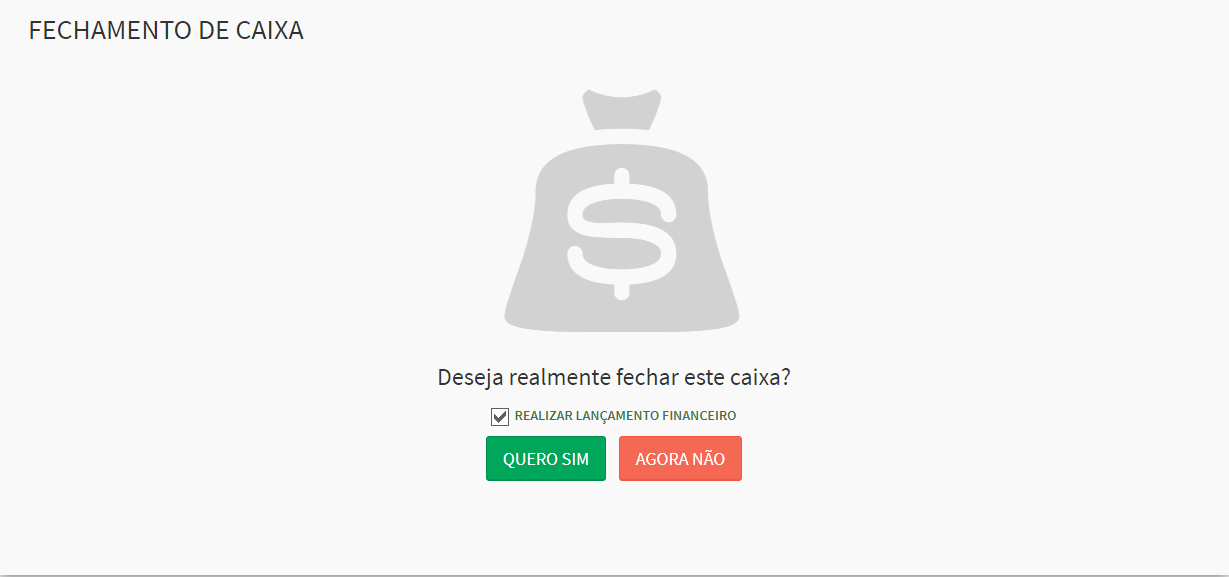 FECHAMENTO DE CAIXA
$
Deseja realmente fechar este caixa?
REALIZAR LANÇAMENTO FINANCEIRO
QUERO SIM AGORA NÃO